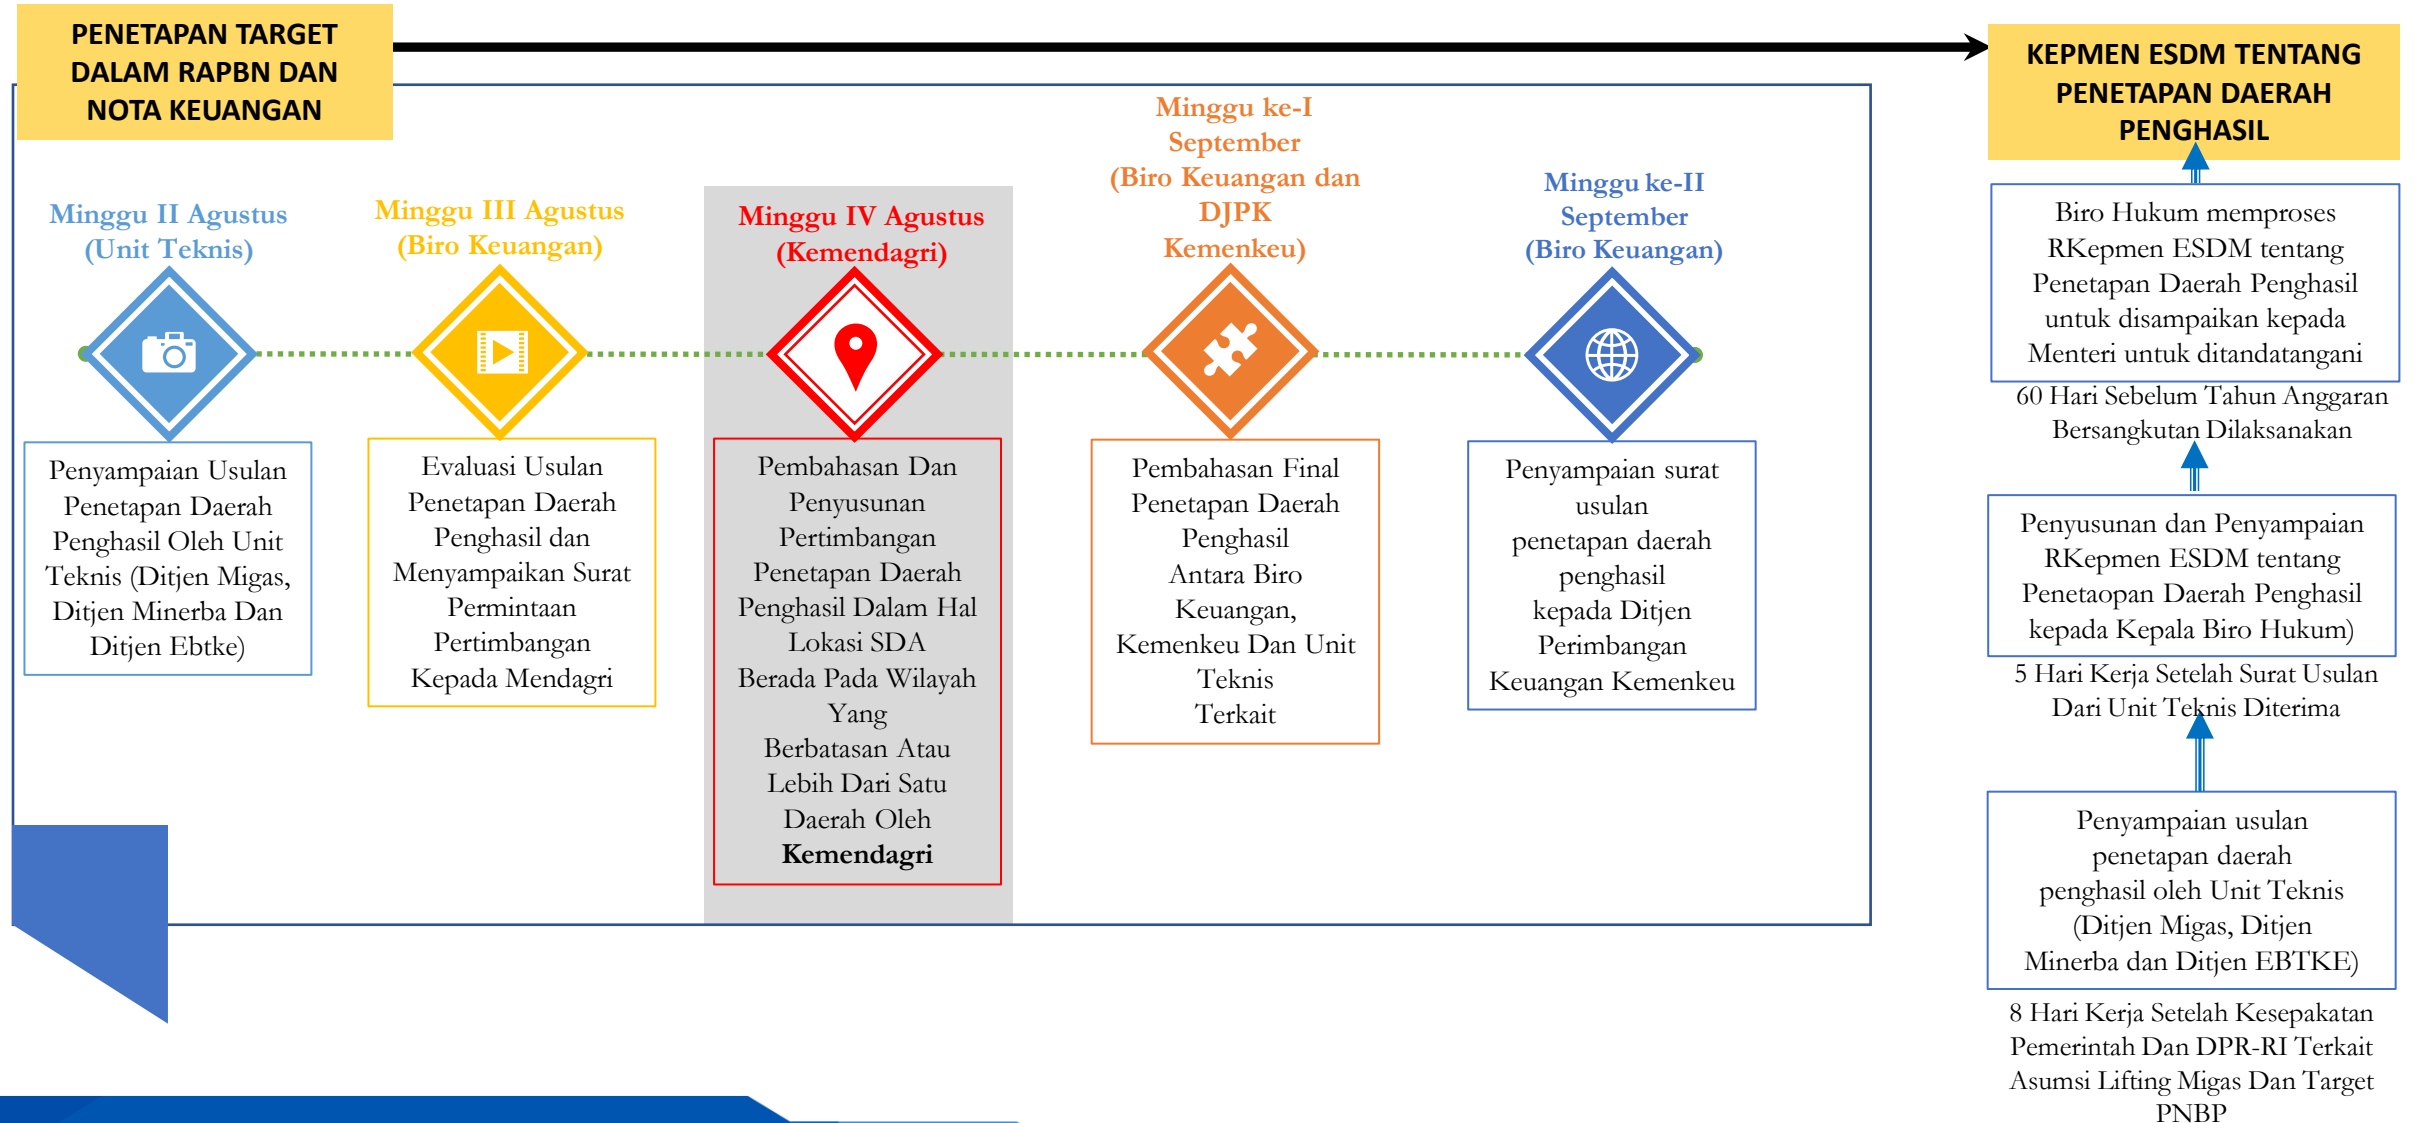 PENETAPAN TARGET
DALAM RAPBN DAN
NOTA KEUANGAN
KEPMEN ESDM TENTANG
PENETAPAN DAERAH
PENGHASIL
Minggu II Agustus
(Unit Teknis)
Penyampaian Usulan
Penetapan Daerah
Penghasil Oleh Unit
Teknis (Ditjen Migas,
Ditjen Minerba Dan
Ditjen Ebtke)
Minggu III Agustus
(Biro Keuangan)
Evaluasi Usulan
Penetapan Daerah
Penghasil dan
Menyampaikan Surat
Permintaan
Pertimbangan
Kepada Mendagri
Minggu IV Agustus
(Kemendagri)
Pembahasan Dan
Penyusunan
Pertimbangan
Penetapan Daerah
Penghasil Dalam Hal
Lokasi SDA
Berada Pada Wilayah
Yang
Berbatasan Atau
Lebih Dari Satu
Daerah Oleh
Kemendagri
Minggu ke-I
September
(Biro Keuangan dan
DJPK
Kemenkeu)
Pembahasan Final
Penetapan Daerah
Penghasil
Antara Biro
Keuangan,
Kemenkeu Dan Unit
Teknis
Terkait
Minggu ke-II
September
(Biro Keuangan)
Penyampaian surat
usulan
penetapan daerah
penghasil
kepada Ditjen
Perimbangan
Keuangan Kemenkeu
Biro Hukum memproses
RKepmen ESDM tentang
Penetapan Daerah Penghasil
untuk disampaikan kepada
Menteri untuk ditandatangani
60 Hari Sebelum Tahun Anggaran
Bersangkutan Dilaksanakan
Penyusunan dan Penyampaian
RKepmen ESDM tentang
Penetaopan Daerah Penghasil
kepada Kepala Biro Hukum)
5 Hari Kerja Setelah Surat Usulan
Dari Unit Teknis Diterima
Penyampaian usulan
penetapan daerah
penghasil oleh Unit Teknis
(Ditjen Migas, Ditjen
Minerba dan Ditjen EBTKE)
8 Hari Kerja Setelah Kesepakatan
Pemerintah Dan DPR-RI Terkait
Asumsi Lifting Migas Dan Target
PNBP